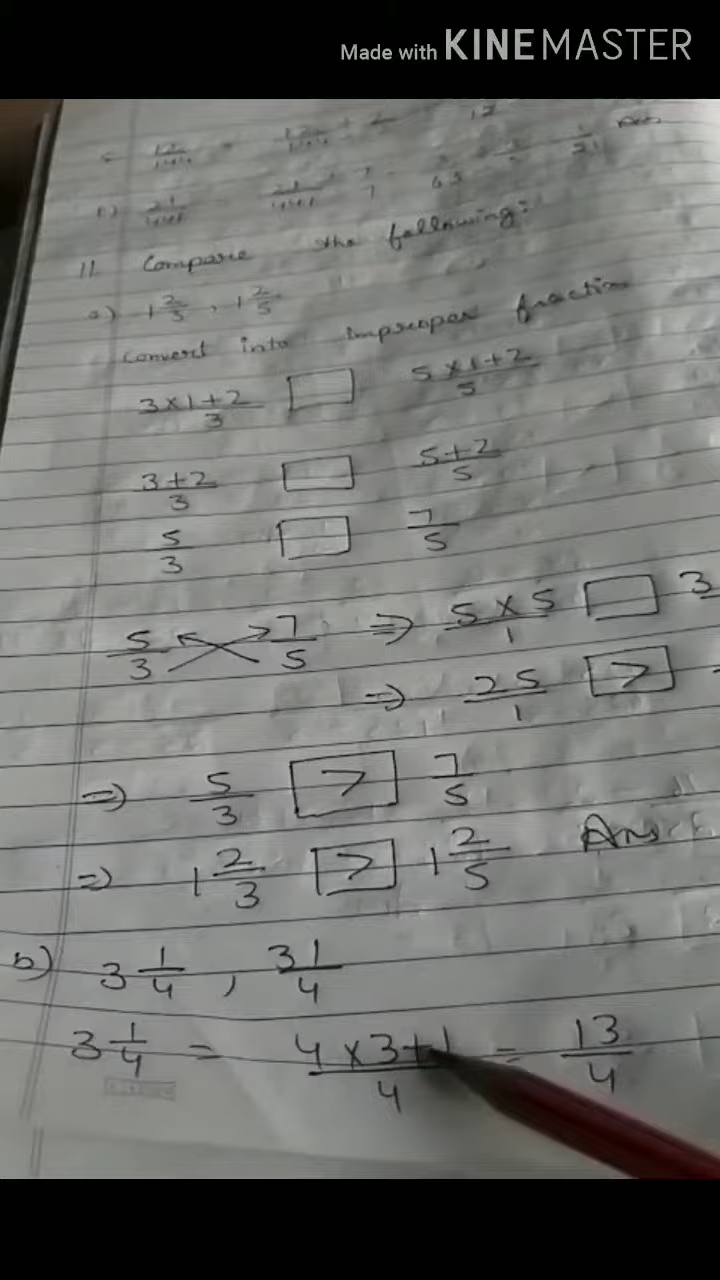 Made with KINEMASTER
11. Compare the following:
a) 1 2/3 , 1 2/5
Convert into improper fraction
3×1+2/3 □ 5×1+2/5
3+2/3 □ 5+2/5
5/3 □ 7/5
5/3 7/5 ⇒ 5×5/1 □ 3
⇒ 25/1 >
⇒ 5/3 > 7/5
⇒ 1 2/3 > 1 2/5 Ans
b) 3 1/4 , 31/4
3 1/4 = 4×3+1/4 = 13/4